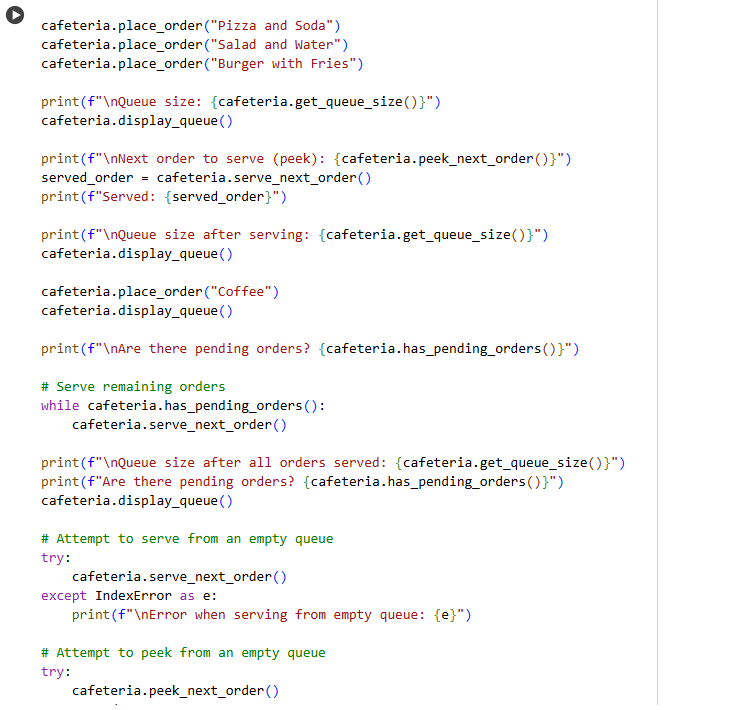 cafeteria.place_order("Pizza and Soda")
cafeteria.place_order("Salad and Water")
cafeteria.place_order("Burger with Fries")

print(f"\nQueue size: {cafeteria.get_queue_size()}")
cafeteria.display_queue()

print(f"\nNext order to serve (peek): {cafeteria.peek_next_order()}")
served_order = cafeteria.serve_next_order()
print(f"Served: {served_order}")

print(f"\nQueue size after serving: {cafeteria.get_queue_size()}")
cafeteria.display_queue()

cafeteria.place_order("Coffee")
cafeteria.display_queue()

print(f"\nAre there pending orders? {cafeteria.has_pending_orders()}")

# Serve remaining orders
while cafeteria.has_pending_orders():
    cafeteria.serve_next_order()

print(f"\nQueue size after all orders served: {cafeteria.get_queue_size()}")
print(f"Are there pending orders? {cafeteria.has_pending_orders()}")
cafeteria.display_queue()

# Attempt to serve from an empty queue
try:
    cafeteria.serve_next_order()
except IndexError as e:
    print(f"\nError when serving from empty queue: {e}")

# Attempt to peek from an empty queue
try:
    cafeteria.peek_next_order()